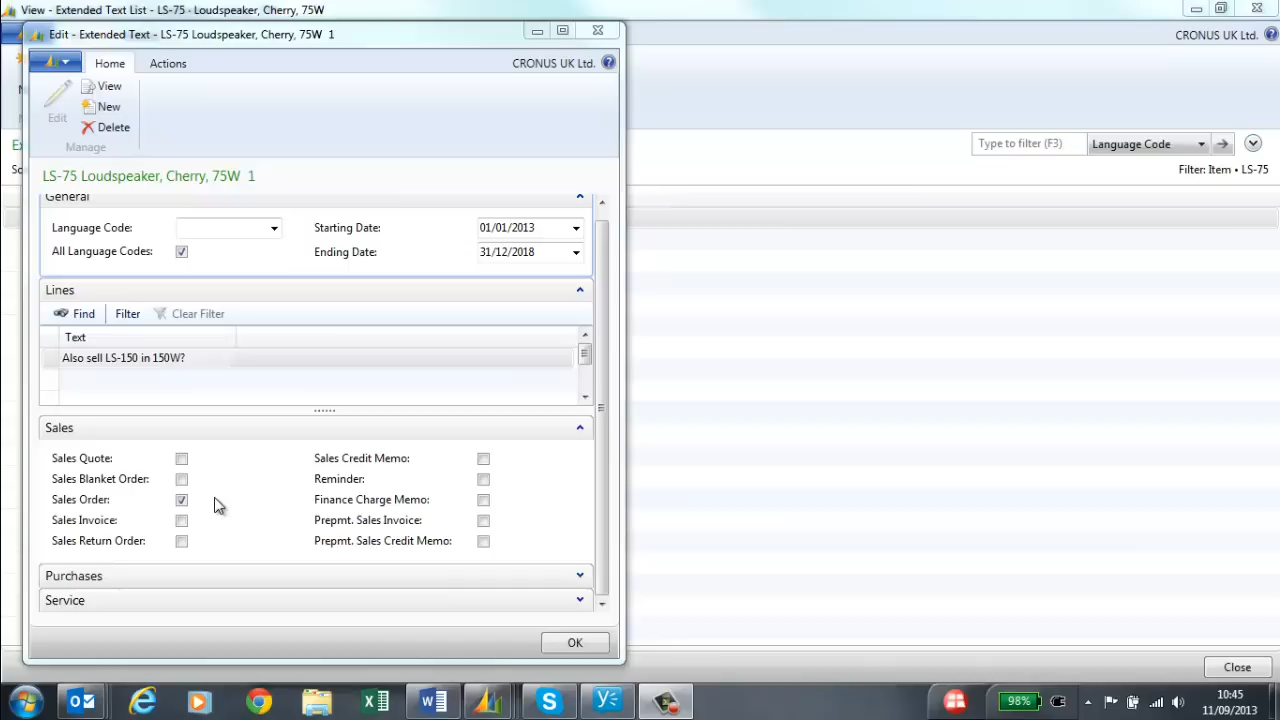 View - Extended Text List - LS-75 · Loudspeaker, Cherry, 75W
Edit - Extended Text - LS-75 Loudspeaker, Cherry, 75W 1
CRONUS UK Ltd.
Home
Actions
CRONUS UK Ltd.
Edit
View
New
Delete
Manage
Type to filter (F3)
Language Code
Filter: Item • LS-75
LS-75 Loudspeaker, Cherry, 75W 1
General
Language Code:
Starting Date:
01/01/2013
All Language Codes:
Ending Date:
31/12/2018
Lines
Find
Filter
Clear Filter
Text
Also sell LS-150 in 150W?
Sales
Sales Quote:
Sales Credit Memo:
Sales Blanket Order:
Reminder:
Sales Order:
Finance Charge Memo:
Sales Invoice:
Prepmt. Sales Invoice:
Sales Return Order:
Prepmt. Sales Credit Memo:
Purchases
Service
OK
Close
98%
10:45
11/09/2013